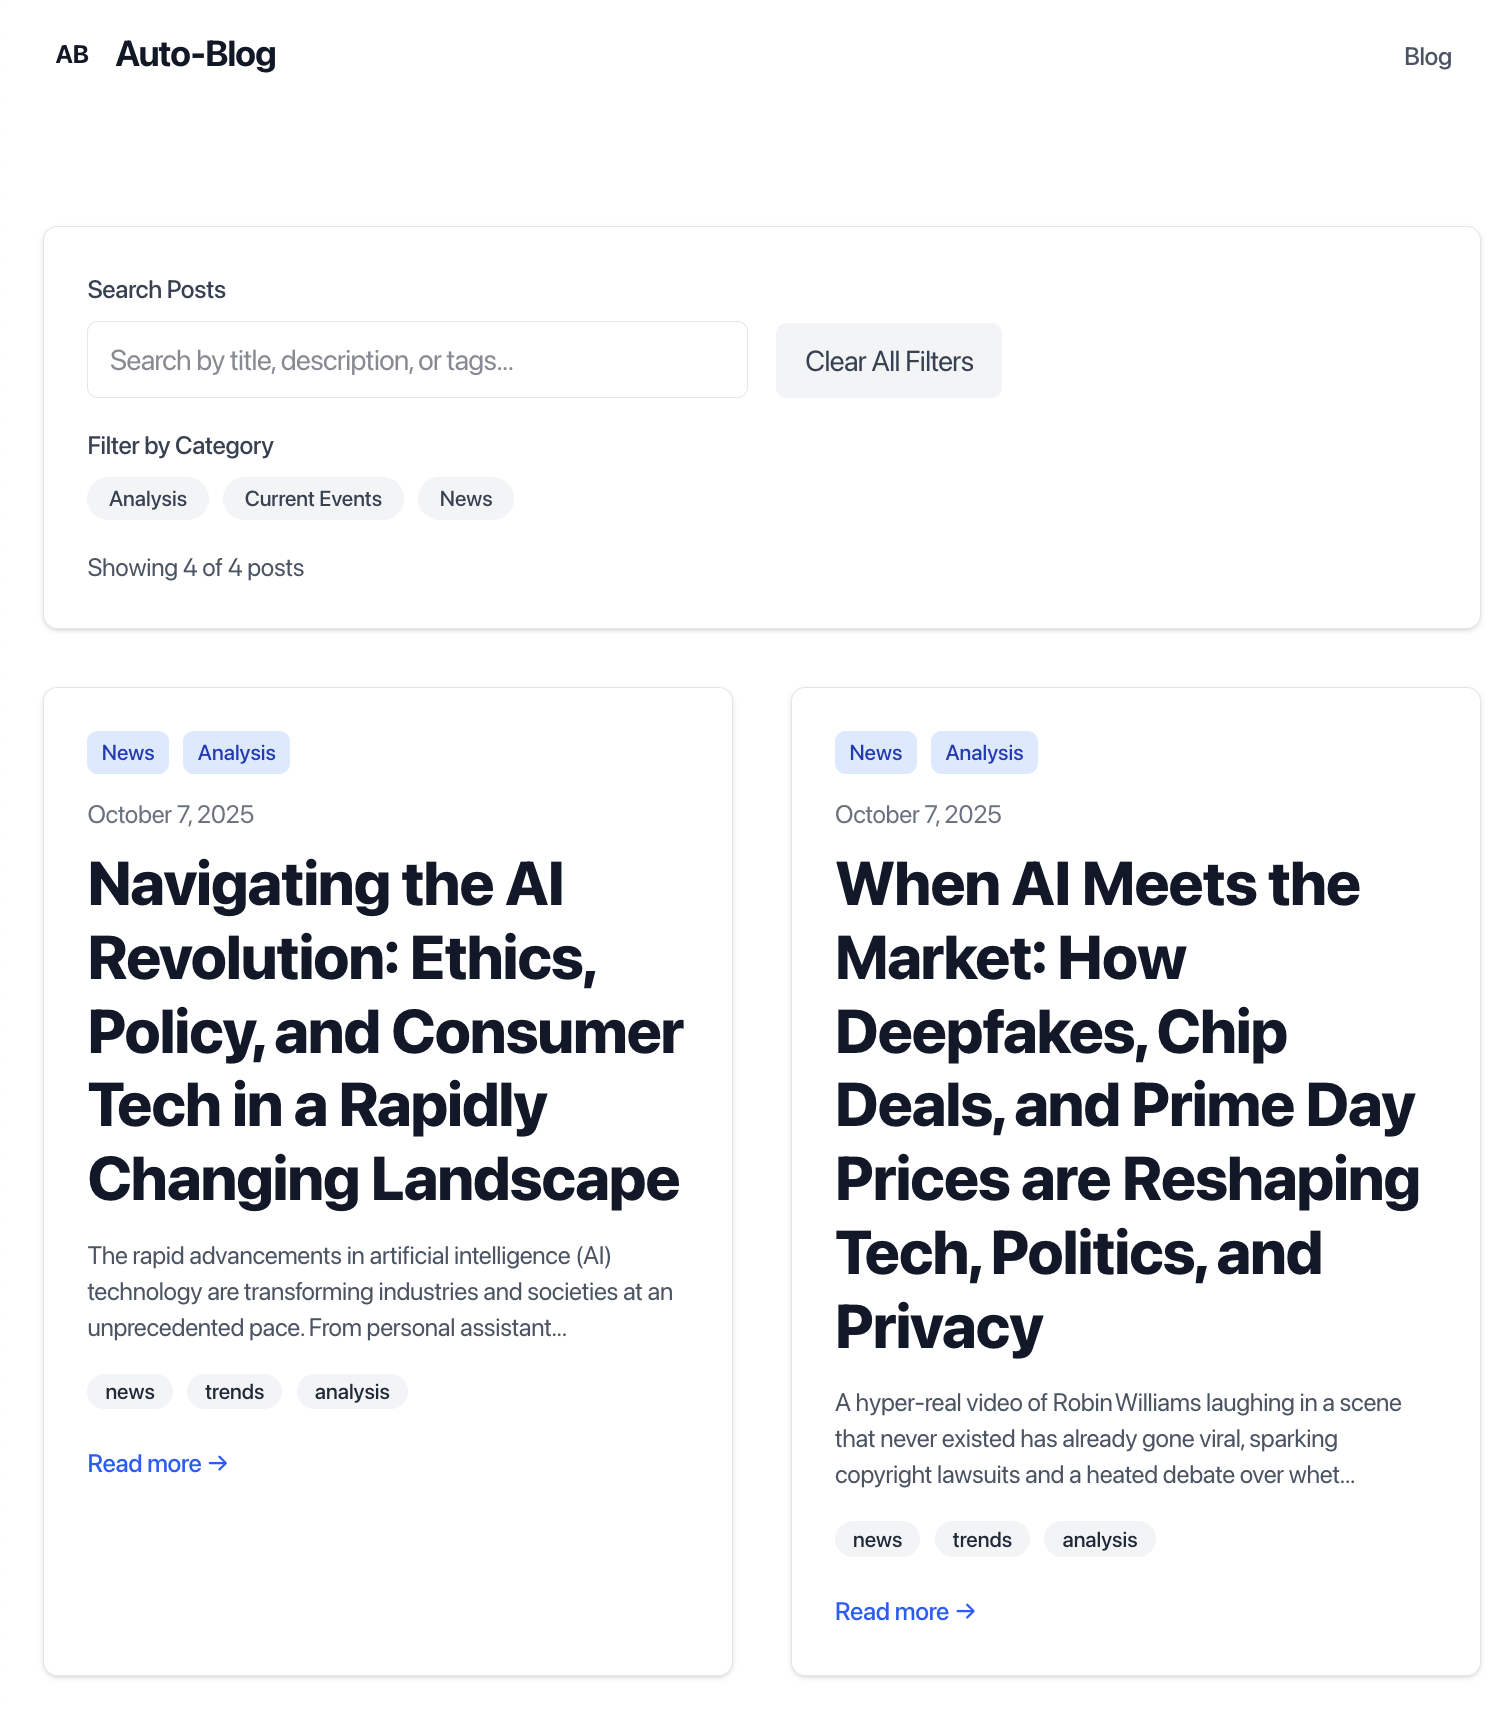 AB Auto-Blog Blog
Search Posts
Search by title, description, or tags... Clear All Filters
Filter by Category
Analysis Current Events News
Showing 4 of 4 posts
News Analysis
October 7, 2025
Navigating the AI
Revolution: Ethics,
Policy, and Consumer
Tech in a Rapidly
Changing Landscape
The rapid advancements in artificial intelligence (AI)
technology are transforming industries and societies at an
unprecedented pace. From personal assistant...
news trends analysis
Read more →
News Analysis
October 7, 2025
When AI Meets the
Market: How
Deepfakes, Chip
Deals, and Prime Day
Prices are Reshaping
Tech, Politics, and
Privacy
A hyper-real video of Robin Williams laughing in a scene
that never existed has already gone viral, sparking
copyright lawsuits and a heated debate over whet...
news trends analysis
Read more →